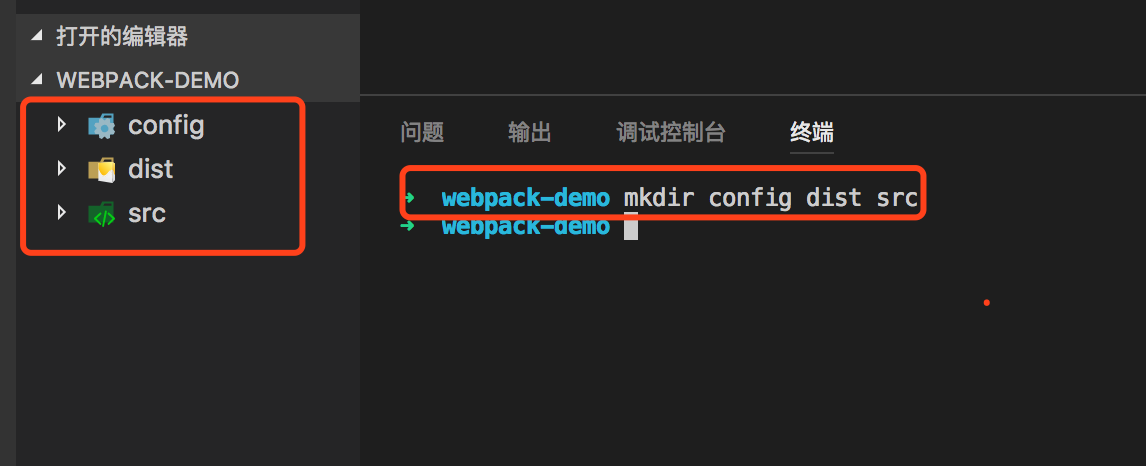 打开的编辑器
WEBPACK-DEMO
config
dist
src
问题 输出 调试控制台 终端
➜ webpack-demo mkdir config dist src
➜ webpack-demo